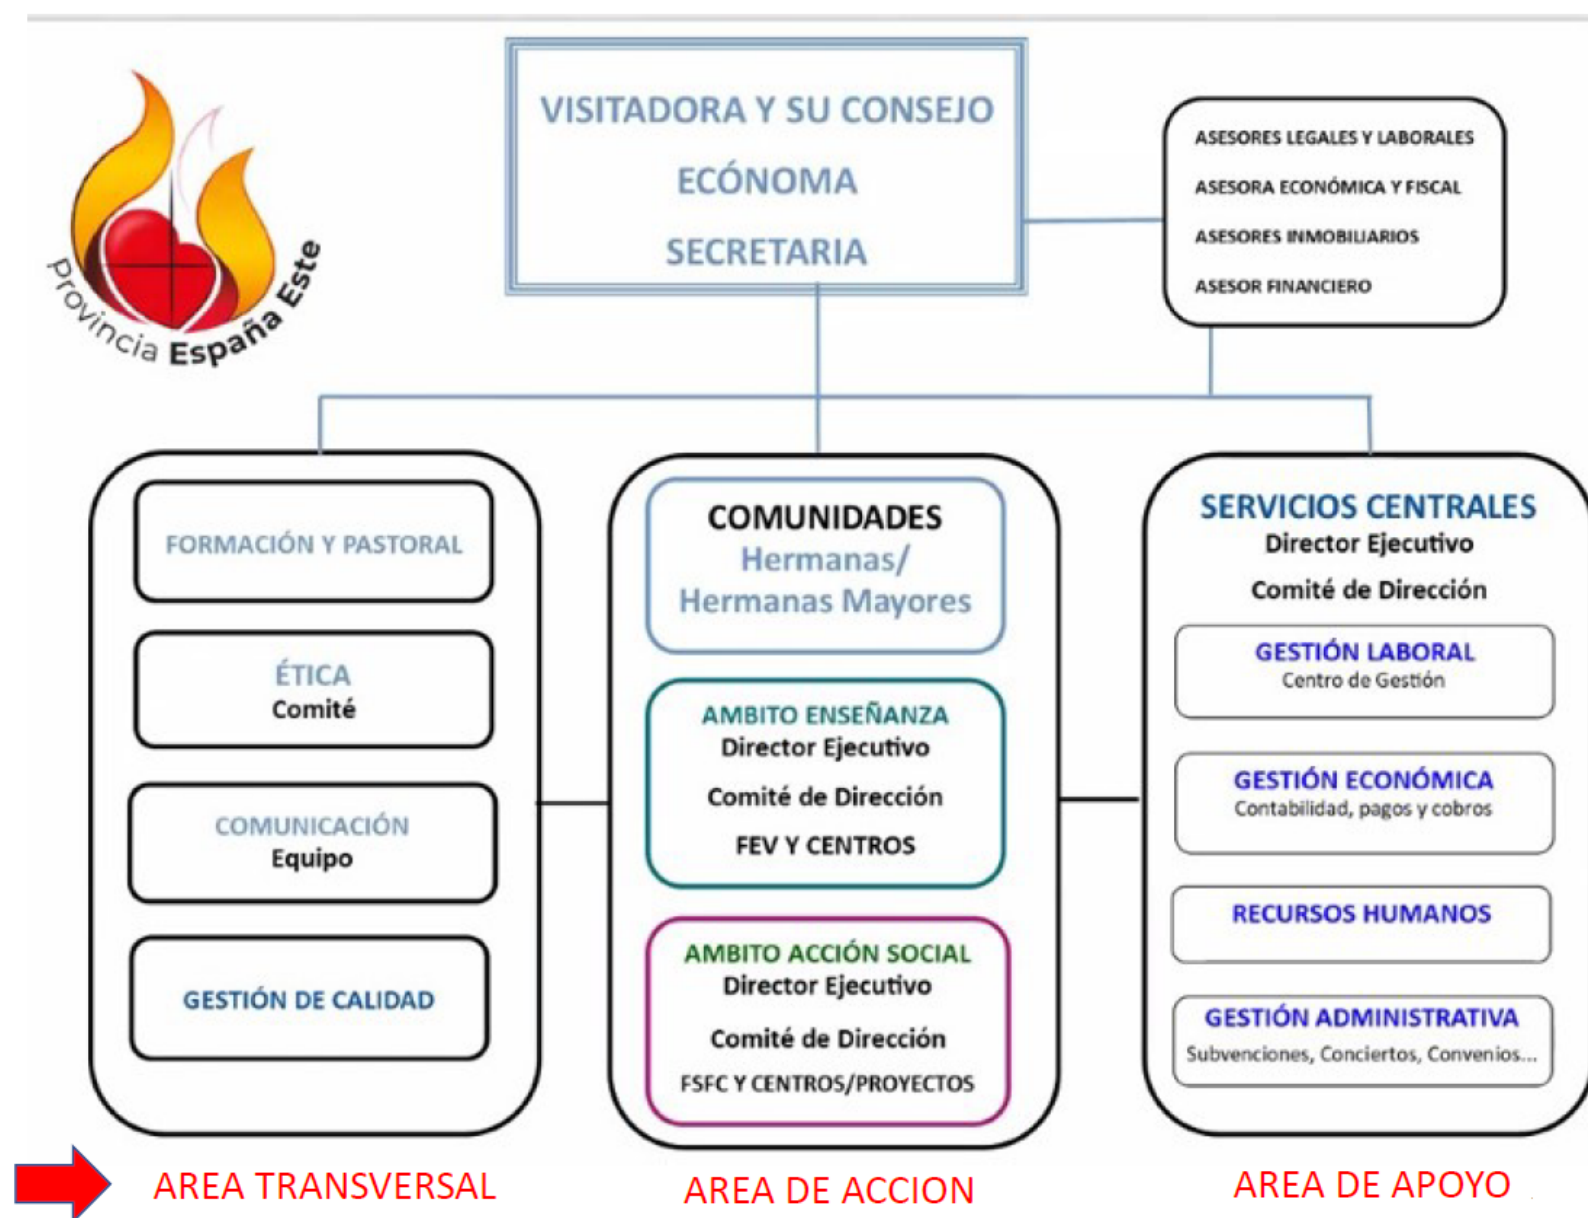 Provincia España Este
VISITADORA Y SU CONSEJO
ECÓNOMA
SECRETARIA
ASESORES LEGALES Y LABORALES
ASESORA ECONÓMICA Y FISCAL
ASESORES INMOBILIARIOS
ASESOR FINANCIERO
FORMACIÓN Y PASTORAL
ÉTICA
Comité
COMUNICACIÓN
Equipo
GESTIÓN DE CALIDAD
COMUNIDADES
Hermanas/
Hermanas Mayores
AMBITO ENSEÑANZA
Director Ejecutivo
Comité de Dirección
FEV Y CENTROS
AMBITO ACCIÓN SOCIAL
Director Ejecutivo
Comité de Dirección
FSFC Y CENTROS/PROYECTOS
SERVICIOS CENTRALES
Director Ejecutivo
Comité de Dirección
GESTIÓN LABORAL
Centro de Gestión
GESTIÓN ECONÓMICA
Contabilidad, pagos y cobros
RECURSOS HUMANOS
GESTIÓN ADMINISTRATIVA
Subvenciones, Conciertos, Convenios...
AREA TRANSVERSAL
AREA DE ACCION
AREA DE APOYO